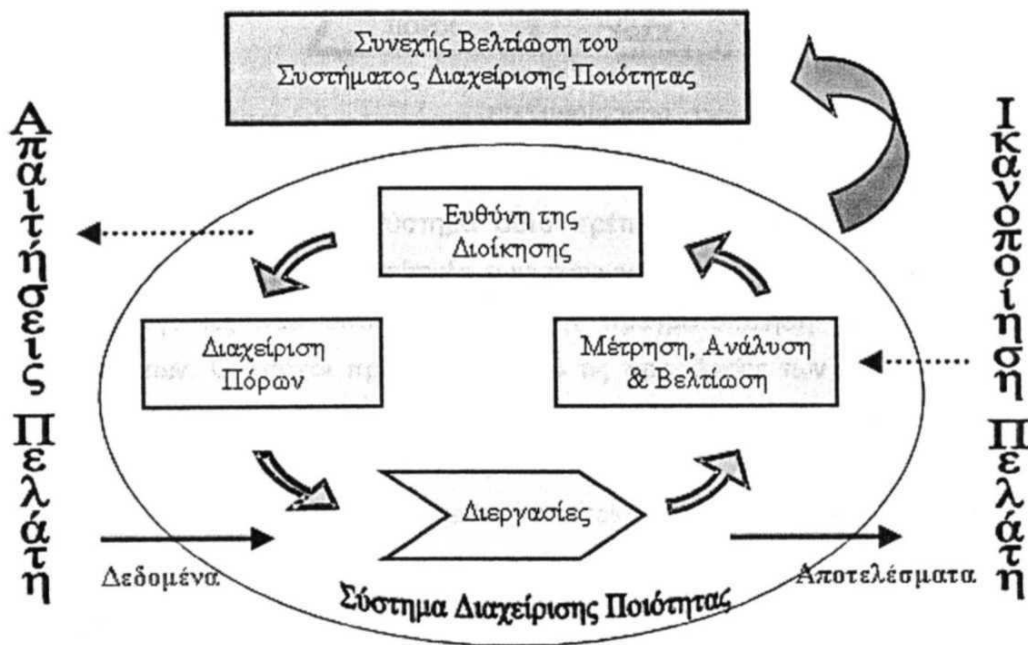 Συνεχής Βελτίωση του
Συστήματος Διαχείρισης Ποιότητας
Απαιτήσεις Πελάτη
Ικανοποίηση Πελάτη
Ευθύνη της
Διοίκησης
Διαχείριση
Πόρων
Μέτρηση, Ανάλυση
& Βελτίωση
Διεργασίες
Δεδομένα
Αποτελέσματα
Σύστημα Διαχείρισης Ποιότητας